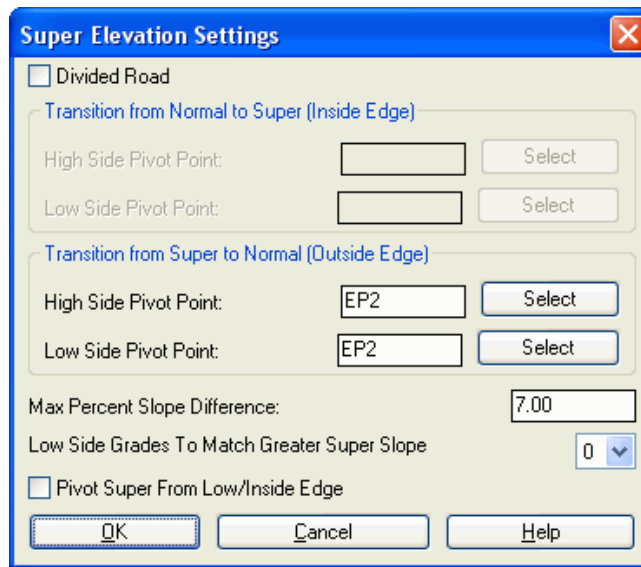 Super Elevation Settings
Divided Road
Transition from Normal to Super (Inside Edge)
High Side Pivot Point: Select
Low Side Pivot Point: Select
Transition from Super to Normal (Outside Edge)
High Side Pivot Point: EP2 Select
Low Side Pivot Point: EP2 Select
Max Percent Slope Difference: 7.00
Low Side Grades To Match Greater Super Slope 0
Pivot Super From Low/Inside Edge
OK Cancel Help